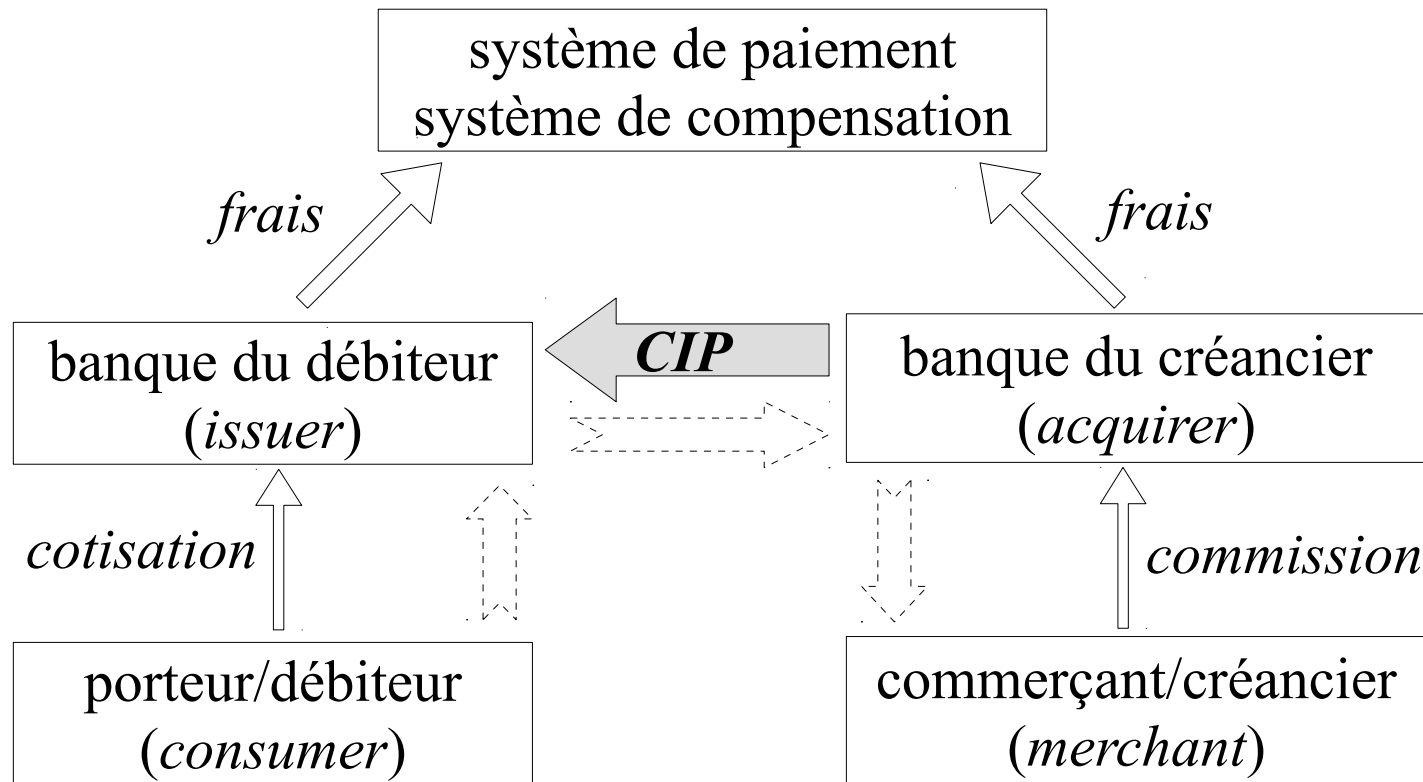 système de paiement
système de compensation
frais
frais
banque du débiteur
(issuer)
CIP
banque du créancier
(acquirer)
cotisation
commission
porteur/débiteur
(consumer)
commerçant/créancier
(merchant)